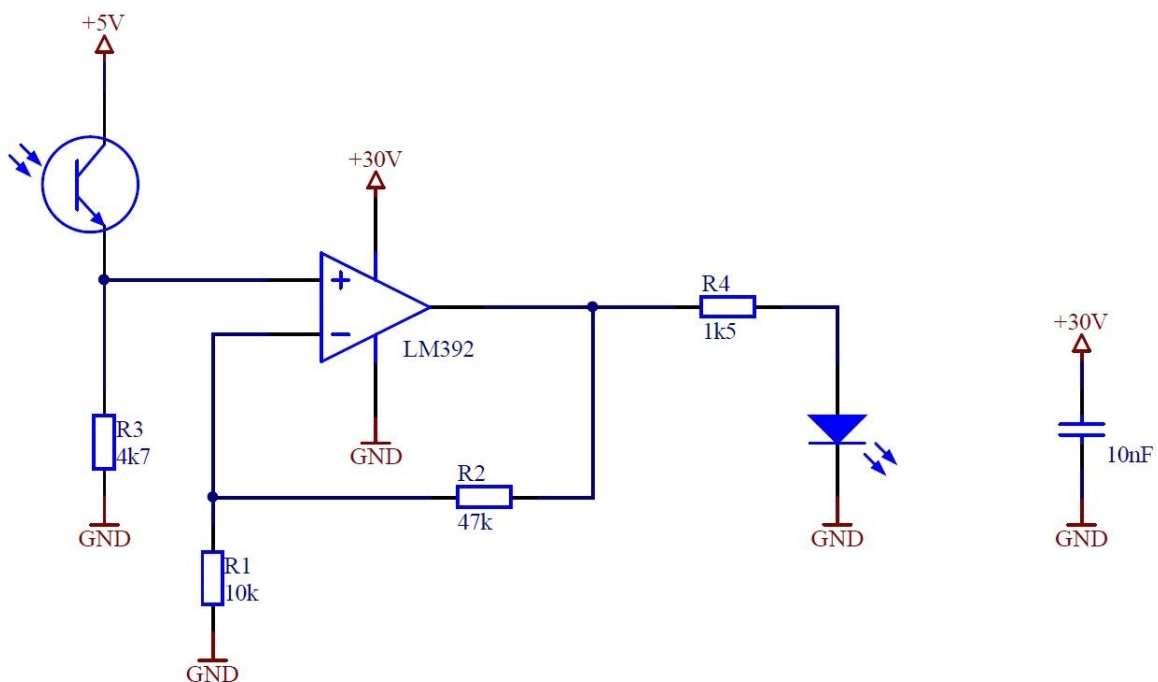 +5V
+30V
R4
1k5
LM392
+30V
10nF
R3
4k7
GND
R2
47k
GND
GND
GND
R1
10k
GND